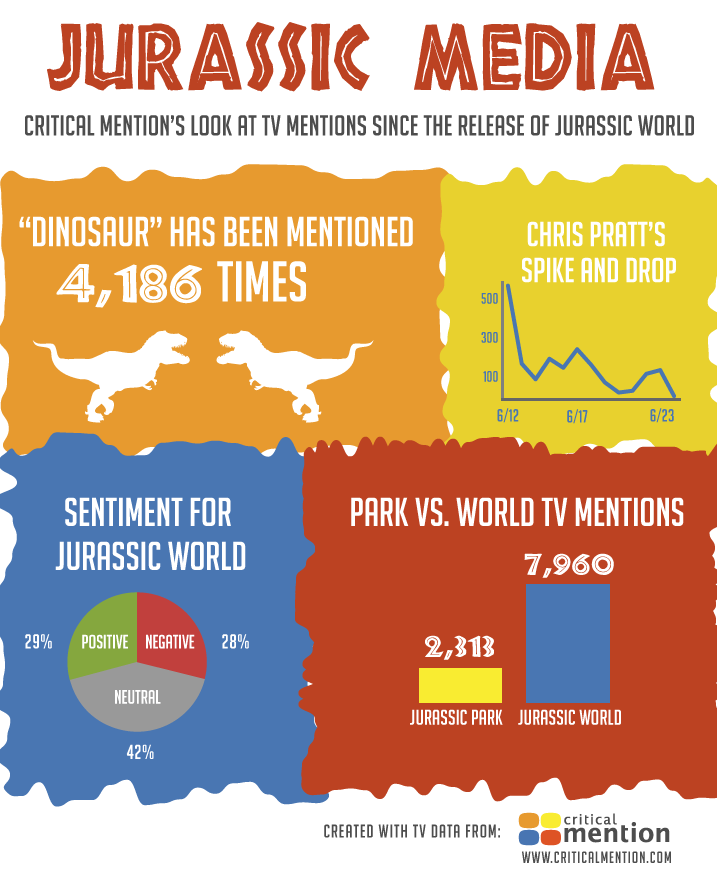 JURASSIC MEDIA
CRITICAL MENTION'S LOOK AT TV MENTIONS SINCE THE RELEASE OF JURASSIC WORLD
"DINOSAUR" HAS BEEN MENTIONED
4,186 TIMES
CHRIS PRATT'S
SPIKE AND DROP
500
300
100
6/12 6/17 6/23
SENTIMENT FOR
JURASSIC WORLD
29% POSITIVE NEGATIVE 28%
NEUTRAL
42%
PARK VS. WORLD TV MENTIONS
7,960
2,313
JURASSIC PARK JURASSIC WORLD
CREATED WITH TV DATA FROM:
critical
mention
WWW.CRITICALMENTION.COM